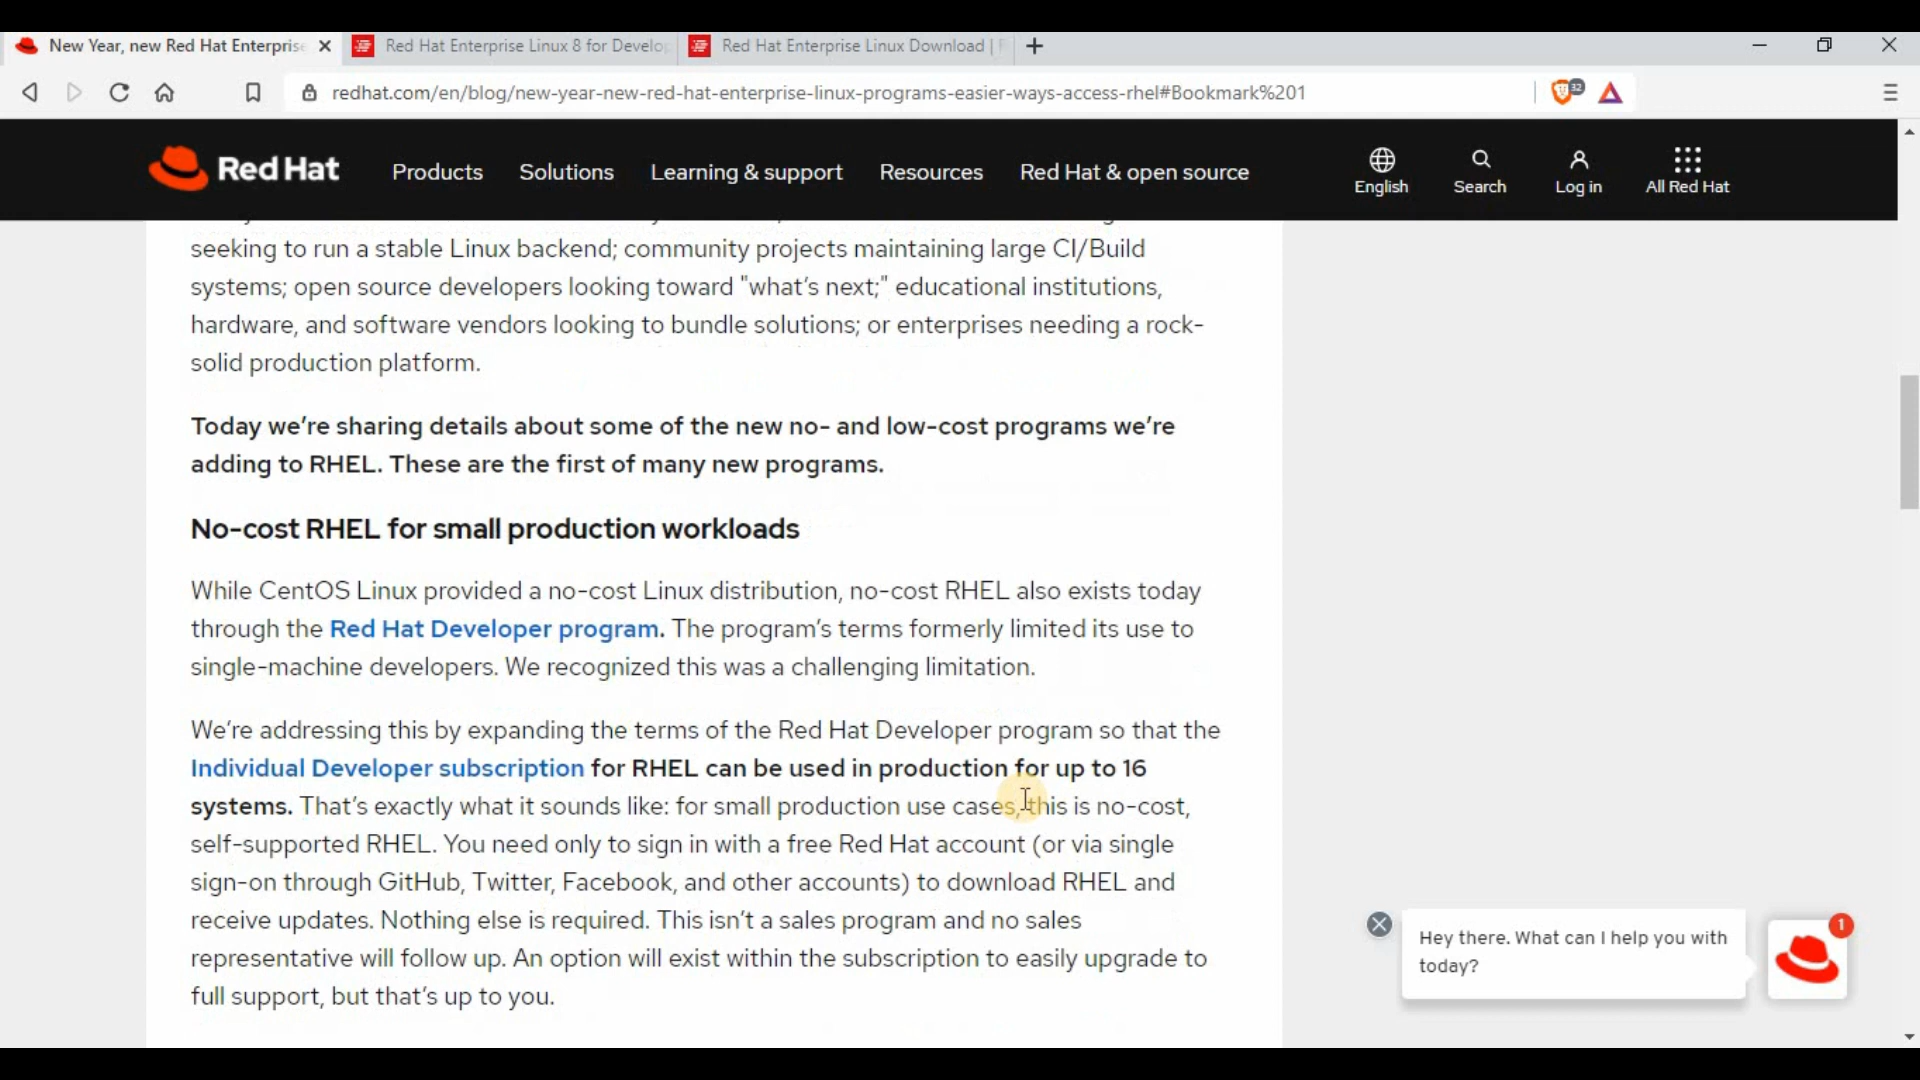 New Year, new Red Hat Enterprise
Red Hat Enterprise Linux 8 for Develo
Red Hat Enterprise Linux Download |
redhat.com/en/blog/new-year-new-red-hat-enterprise-linux-programs-easier-ways-access-rhel#Bookmark%201
32
Red Hat
Products
Solutions
Learning & support
Resources
Red Hat & open source
English
Search
Log in
All Red Hat
seeking to run a stable Linux backend; community projects maintaining large CI/Build
systems; open source developers looking toward "what's next;" educational institutions,
hardware, and software vendors looking to bundle solutions; or enterprises needing a rock-
solid production platform.
Today we're sharing details about some of the new no- and low-cost programs we're
adding to RHEL. These are the first of many new programs.
No-cost RHEL for small production workloads
While CentOS Linux provided a no-cost Linux distribution, no-cost RHEL also exists today
through the Red Hat Developer program. The program's terms formerly limited its use to
single-machine developers. We recognized this was a challenging limitation.
We're addressing this by expanding the terms of the Red Hat Developer program so that the
Individual Developer subscription for RHEL can be used in production for up to 16
systems. That's exactly what it sounds like: for small production use cases, this is no-cost,
self-supported RHEL. You need only to sign in with a free Red Hat account (or via single
sign-on through GitHub, Twitter, Facebook, and other accounts) to download RHEL and
receive updates. Nothing else is required. This isn't a sales program and no sales
representative will follow up. An option will exist within the subscription to easily upgrade to
full support, but that's up to you.
Hey there. What can I help you with
today?
1